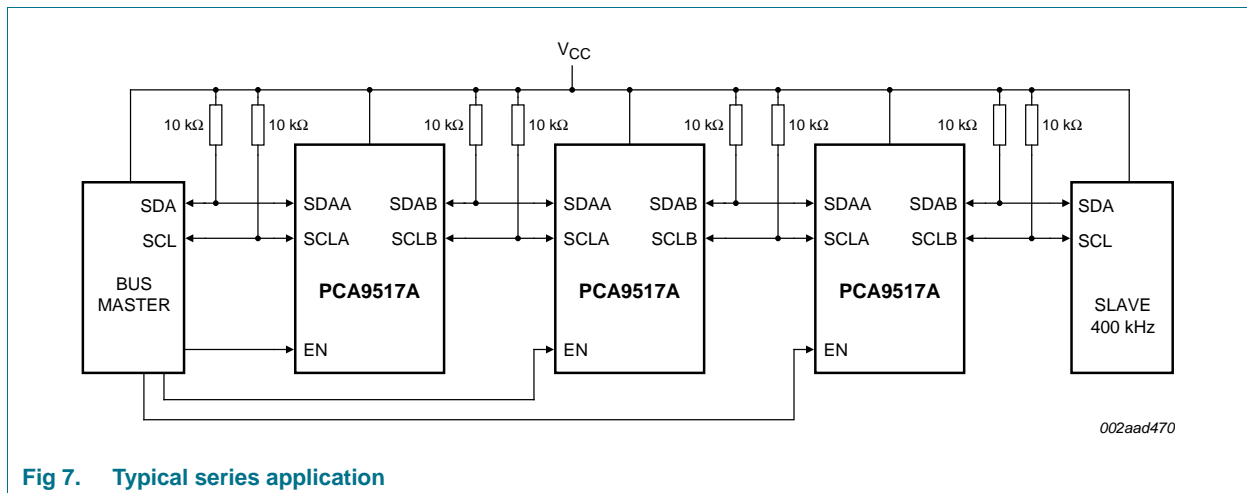 VCC
10 kΩ 10 kΩ 10 kΩ 10 kΩ 10 kΩ 10 kΩ 10 kΩ 10 kΩ
SDA SDAA SDAB SDAA SDAB SDAA SDAB SDA
SCL SCLA SCLB SCLA SCLB SCLA SCLB SCL
BUS
MASTER
PCA9517A PCA9517A PCA9517A
SLAVE
400 kHz
EN EN EN
002aad470
Fig 7. Typical series application